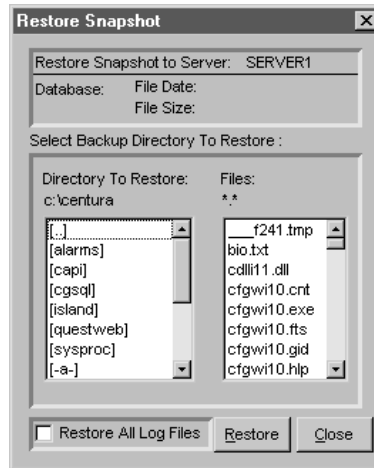 Restore Snapshot
Restore Snapshot to Server: SERVER1
Database: File Date:
File Size:
Select Backup Directory To Restore :
Directory To Restore: Files:
c:\centura *.*
[..] ___f241.tmp
[alarms] bio.txt
[capi] cdlli11.dll
[cgsql] cfgwi10.cnt
[island] cfgwi10.exe
[questweb] cfgwi10.fts
[sysproc] cfgwi10.gid
[-a-] cfgwi10.hlp
Restore All Log Files Restore Close